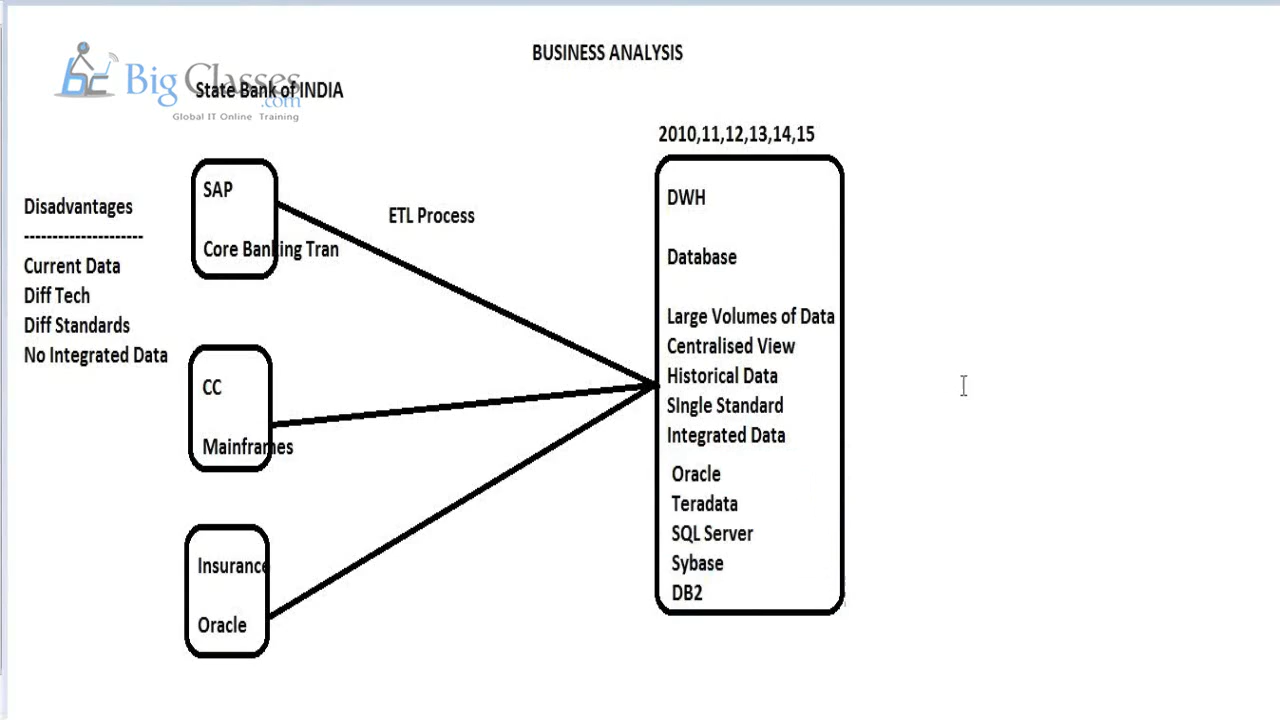 BUSINESS ANALYSIS
Big Classes
.com
Global IT Online Training
State Bank of INDIA
2010,11,12,13,14,15
Disadvantages
---------------------
Current Data
Diff Tech
Diff Standards
No Integrated Data
SAP
Core Banking Tran
ETL Process
CC
Mainframes
Insurance
Oracle
DWH
Database
Large Volumes of Data
Centralised View
Historical Data
SIngle Standard
Integrated Data
Oracle
Teradata
SQL Server
Sybase
DB2